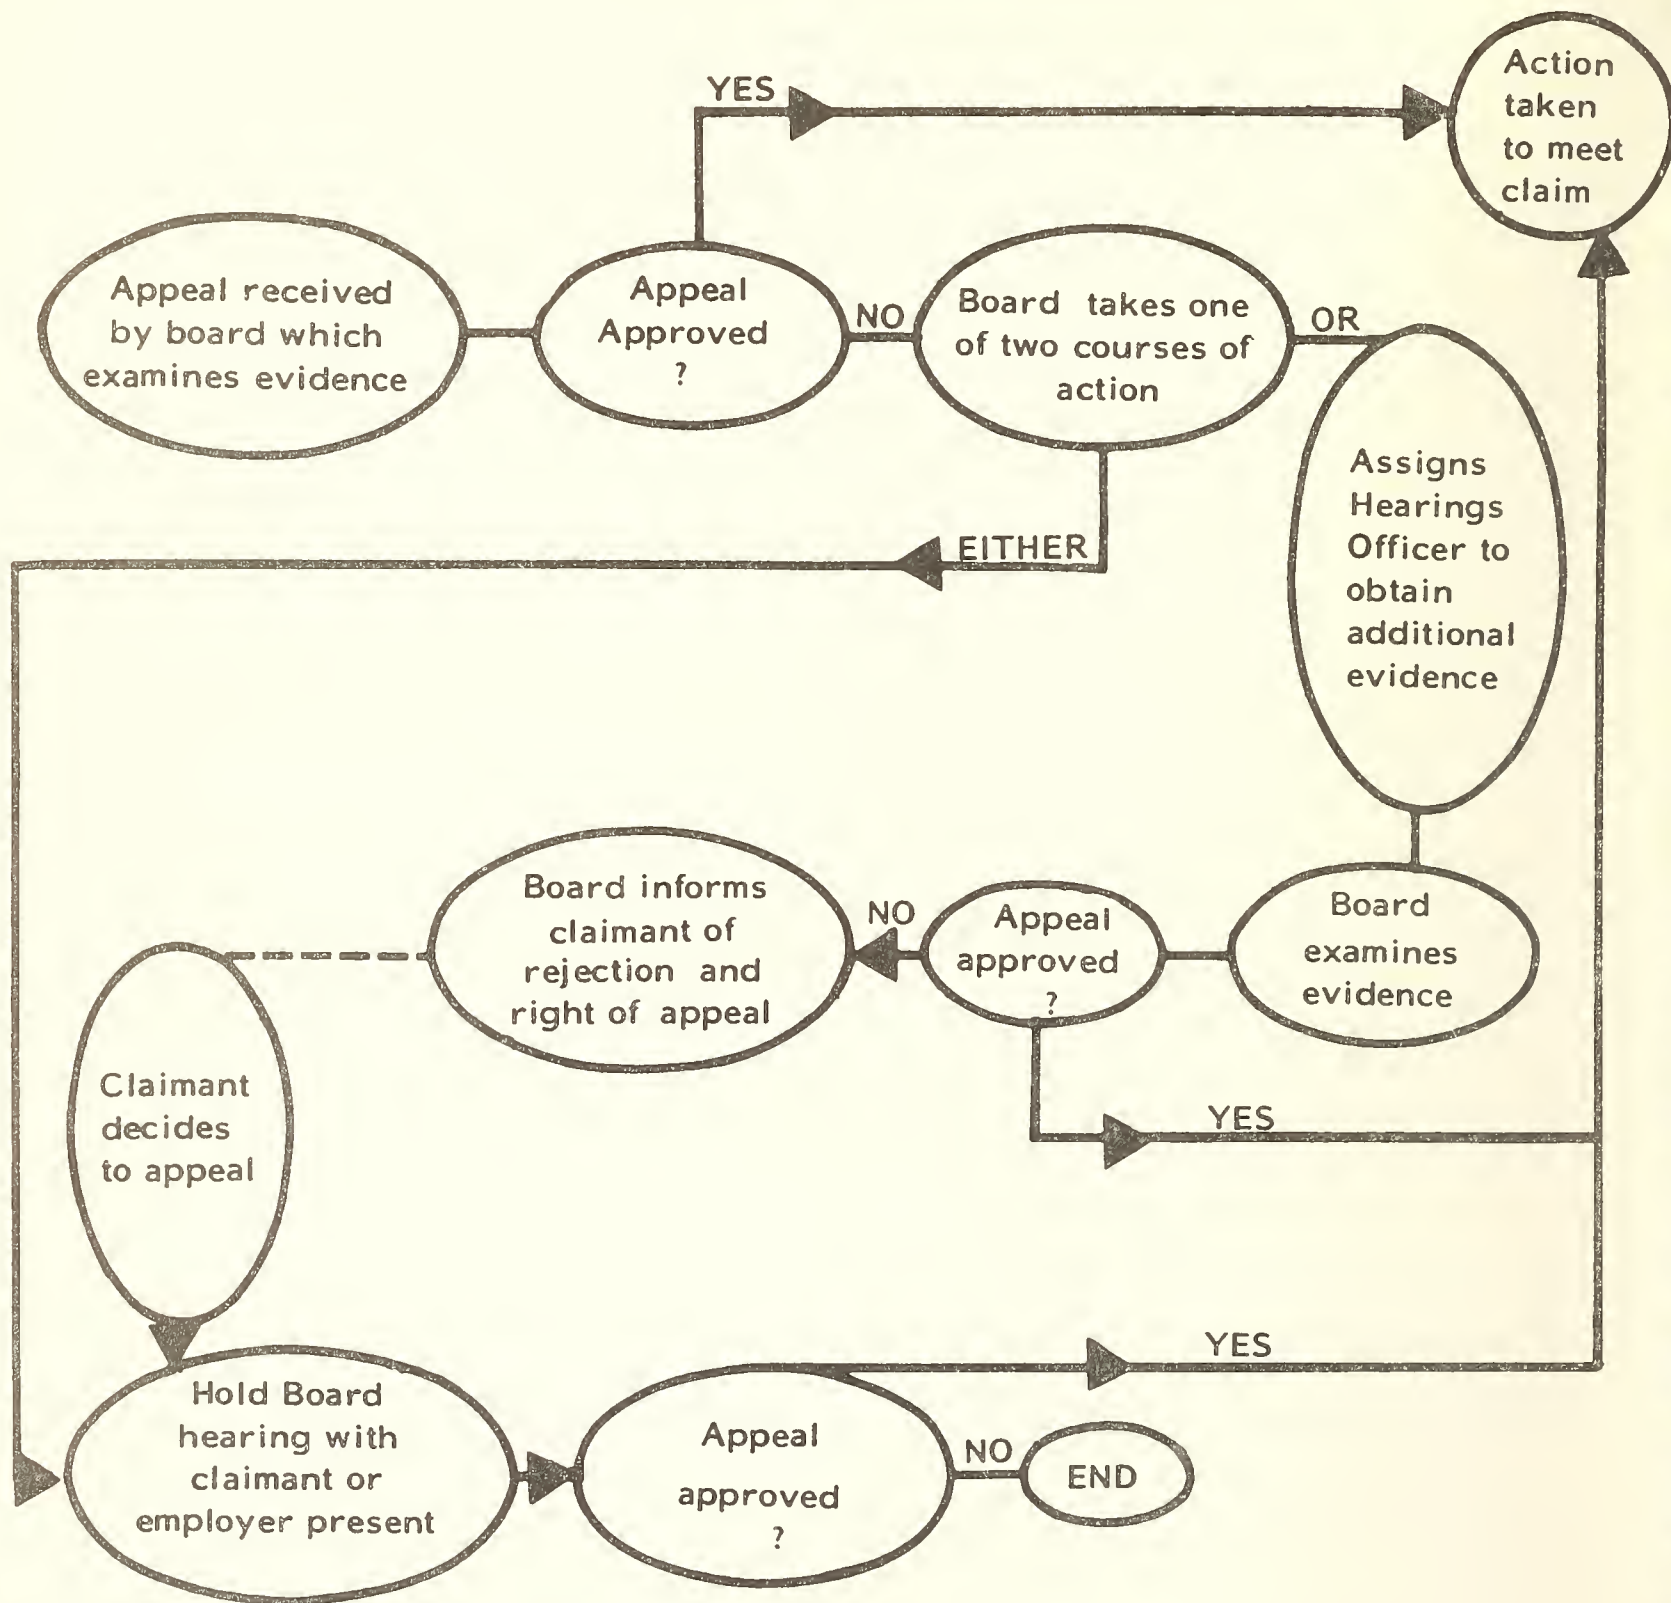 YES
Action
taken
to meet
claim
Appeal received
by board which
examines evidence
Appeal
Approved
?
NO
Board takes one
of two courses of
action
OR
Assigns
Hearings
Officer to
obtain
additional
evidence
EITHER
Board informs
claimant of
rejection and
right of appeal
NO
Appeal
approved
?
Board
examines
evidence
YES
Claimant
decides
to appeal
Hold Board
hearing with
claimant or
employer present
Appeal
approved
?
YES
NO
END